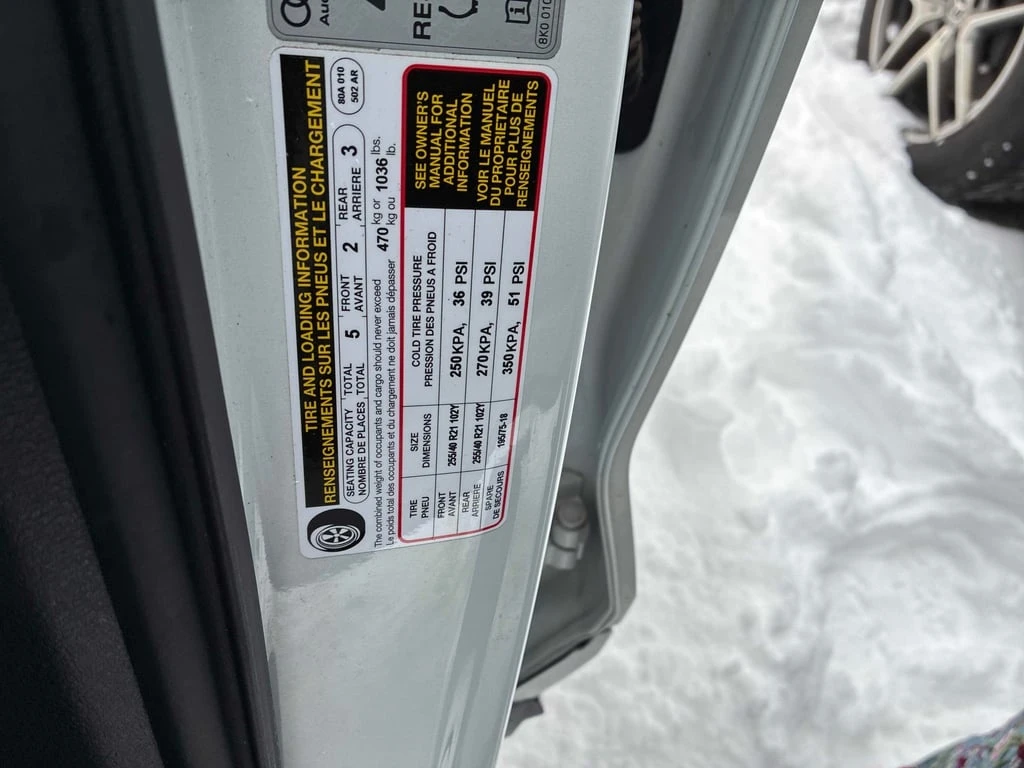 Aud
RE
8K0 010
TIRE AND LOADING INFORMATION
RENSEIGNEMENTS SUR LES PNEUS ET LE CHARGEMENT
80A 010
502 AR
SEATING CAPACITY TOTAL 5 FRONT 2 REAR 3
NOMBRE DE PLACES TOTAL AVANT ARRIERE
The combined weight of occupants and cargo should never exceed 470 kg or 1036 lbs.
Le poids total des occupants et du chargement ne doit jamais dépasser kg ou lb.
TIRE SIZE COLD TIRE PRESSURE
PNEU DIMENSIONS PRESSION DES PNEUS A FROID
FRONT
AVANT 255/40 R21 102Y 250KPA, 36 PSI
REAR
ARRIERE 255/40 R21 102Y 270KPA, 39 PSI
SPARE
DE SECOURS 195/75-18 350KPA, 51 PSI
SEE OWNER'S
MANUAL FOR
ADDITIONAL
INFORMATION
VOIR LE MANUEL
DU PROPRIETAIRE
POUR PLUS DE
RENSEIGNEMENTS